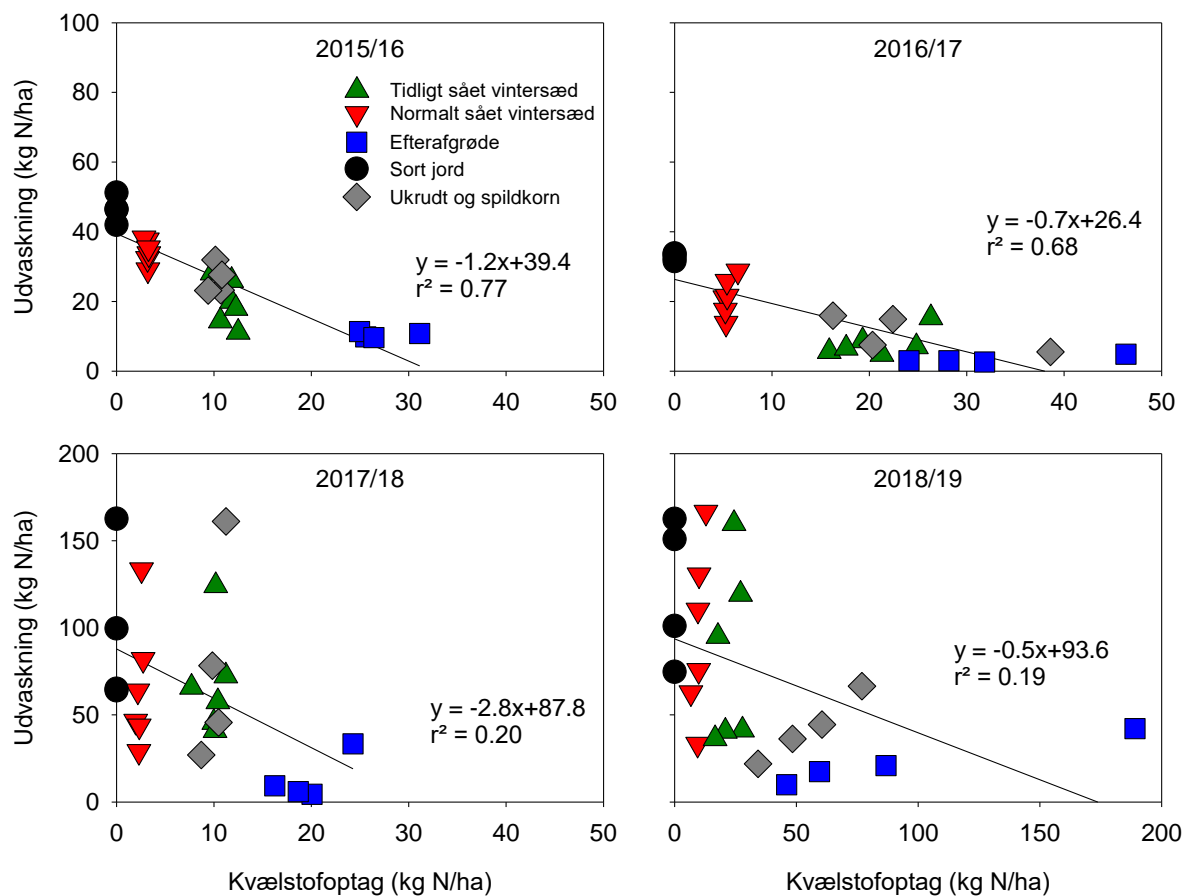 Udvaskning (kg N/ha)
100
80
60
40
20
0
2015/16
Tidligt sået vintersæd
Normalt sået vintersæd
Efterafgrøde
Sort jord
Ukrudt og spildkorn
y = -1.2x+39.4
r² = 0.77
0 10 20 30 40 50
2016/17
y = -0.7x+26.4
r² = 0.68
0 10 20 30 40 50
Udvaskning (kg N/ha)
200
150
100
50
0
2017/18
y = -2.8x+87.8
r² = 0.20
0 10 20 30 40 50
Kvælstofoptag (kg N/ha)
2018/19
y = -0.5x+93.6
r² = 0.19
0 50 100 150 200
Kvælstofoptag (kg N/ha)